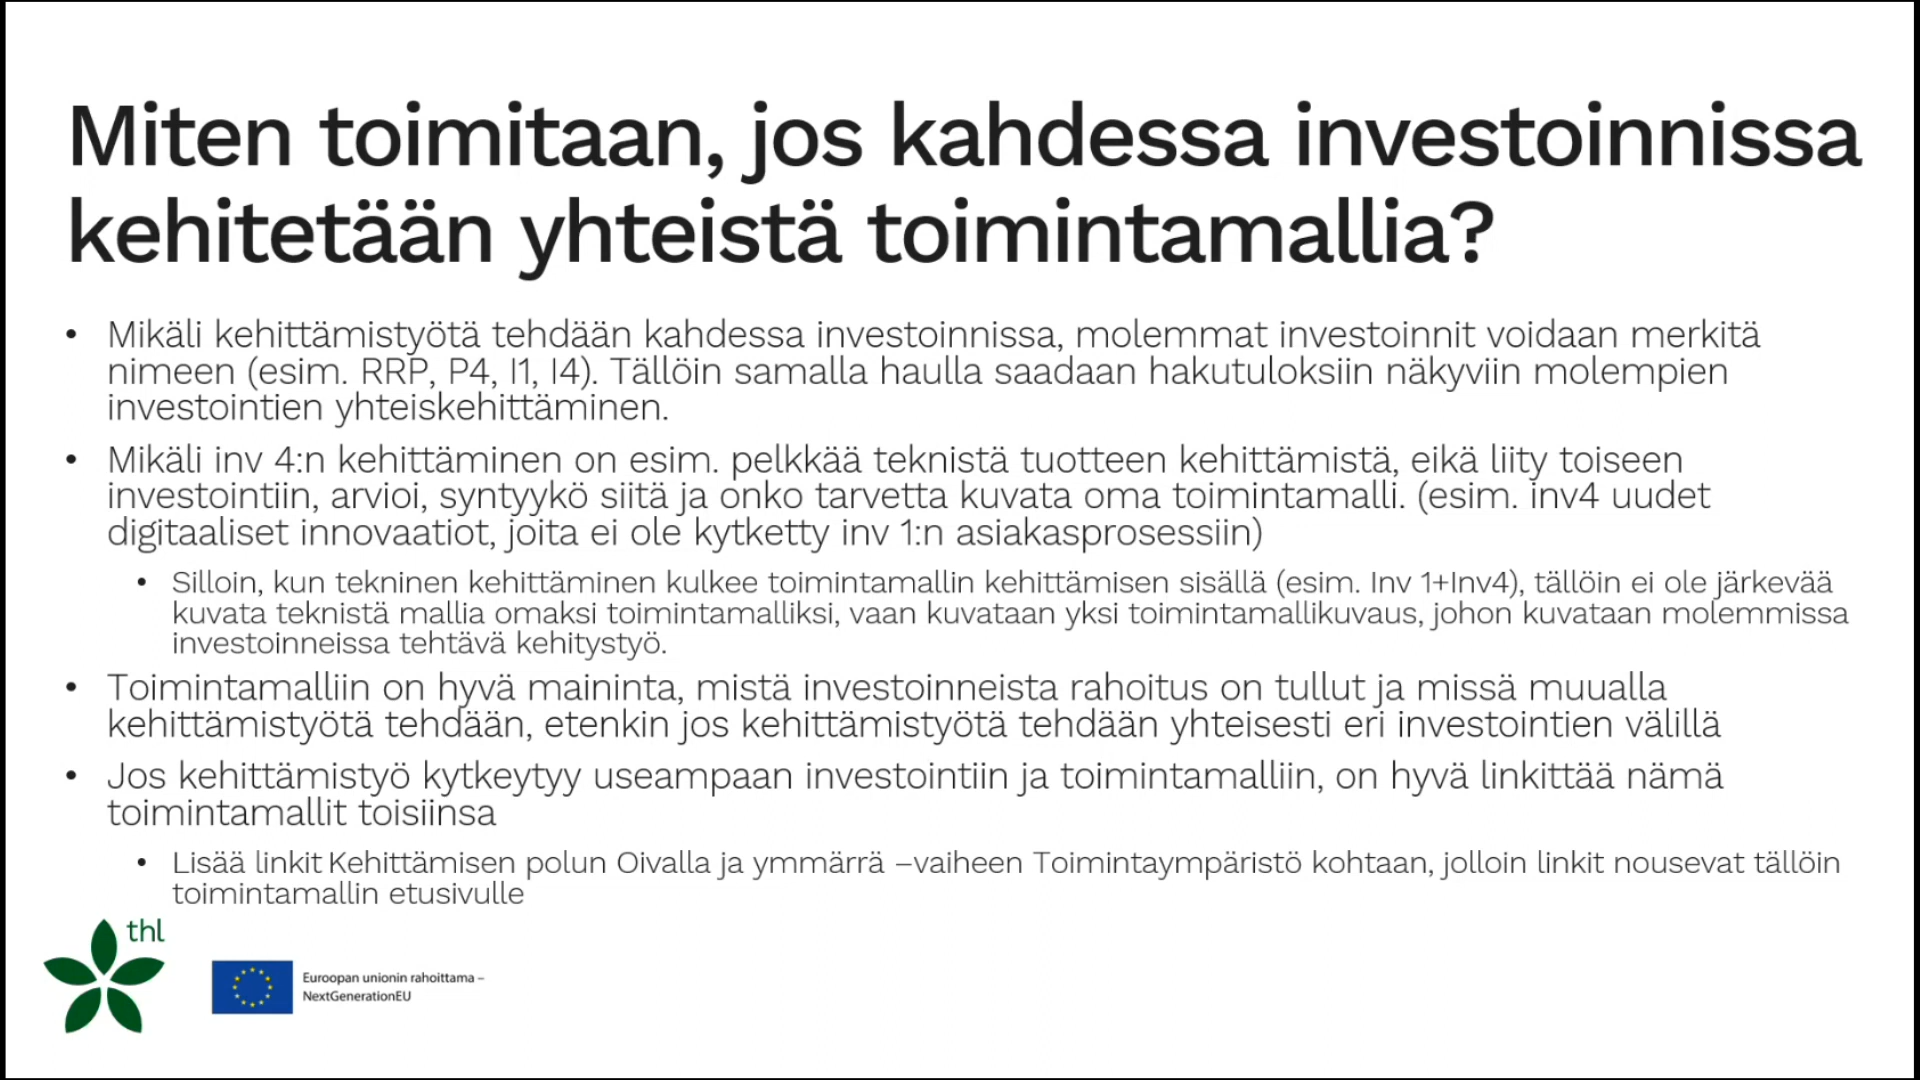 Miten toimitaan, jos kahdessa investoinnissa
kehitetään yhteistä toimintamallia?
• Mikäli kehittämistyötä tehdään kahdessa investoinnissa, molemmat investoinnit voidaan merkitä
nimeen (esim. RRP, P4, I1, I4). Tällöin samalla haulla saadaan hakutuloksiin näkyviin molempien
investointien yhteiskehittäminen.
• Mikäli inv 4:n kehittäminen on esim. pelkkää teknistä tuotteen kehittämistä, eikä liity toiseen
investointiin, arvioi, syntyykö siitä ja onko tarvetta kuvata oma toimintamalli. (esim. inv4 uudet
digitaaliset innovaatiot, joita ei ole kytketty inv 1:n asiakasprosessiin)
• Silloin, kun tekninen kehittäminen kulkee toimintamallin kehittämisen sisällä (esim. Inv 1+Inv4), tällöin ei ole järkevää
kuvata teknistä mallia omaksi toimintamalliksi, vaan kuvataan yksi toimintamallikuvaus, johon kuvataan molemmissa
investoinneissa tehtävä kehitystyö.
• Toimintamalliin on hyvä maininta, mistä investoinneista rahoitus on tullut ja missä muualla
kehittämistyötä tehdään, etenkin jos kehittämistyötä tehdään yhteisesti eri investointien välillä
• Jos kehittämistyö kytkeytyy useampaan investointiin ja toimintamalliin, on hyvä linkittää nämä
toimintamallit toisiinsa
• Lisää linkit Kehittämisen polun Oivalla ja ymmärrä –vaiheen Toimintaympäristö kohtaan, jolloin linkit nousevat tällöin
toimintamallin etusivulle
thl
Euroopan unionin rahoittama –
NextGenerationEU